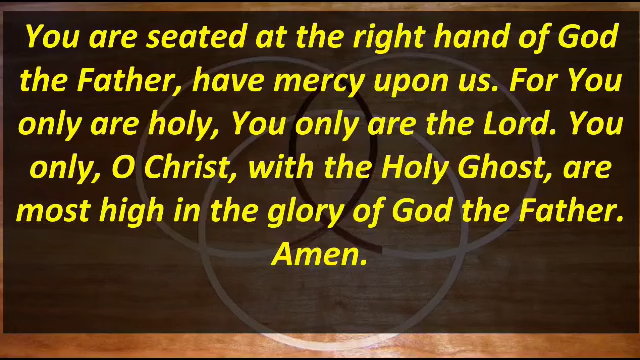 You are seated at the right hand of God
the Father, have mercy upon us. For You
only are holy, You only are the Lord. You
only, O Christ, with the Holy Ghost, are
most high in the glory of God the Father.
Amen.